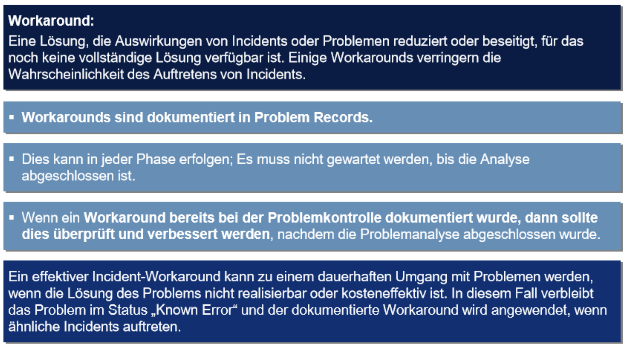 Workaround:
Eine Lösung, die Auswirkungen von Incidents oder Problemen reduziert oder beseitigt, für das
noch keine vollständige Lösung verfügbar ist. Einige Workarounds verringern die
Wahrscheinlichkeit des Auftretens von Incidents.
▪ Workarounds sind dokumentiert in Problem Records.
▪ Dies kann in jeder Phase erfolgen; Es muss nicht gewartet werden, bis die Analyse
abgeschlossen ist.
▪ Wenn ein Workaround bereits bei der Problemkontrolle dokumentiert wurde, dann sollte
dies überprüft und verbessert werden, nachdem die Problemanalyse abgeschlossen wurde.
Ein effektiver Incident-Workaround kann zu einem dauerhaften Umgang mit Problemen werden,
wenn die Lösung des Problems nicht realisierbar oder kosteneffektiv ist. In diesem Fall verbleibt
das Problem im Status „Known Error“ und der dokumentierte Workaround wird angewendet, wenn
ähnliche Incidents auftreten.